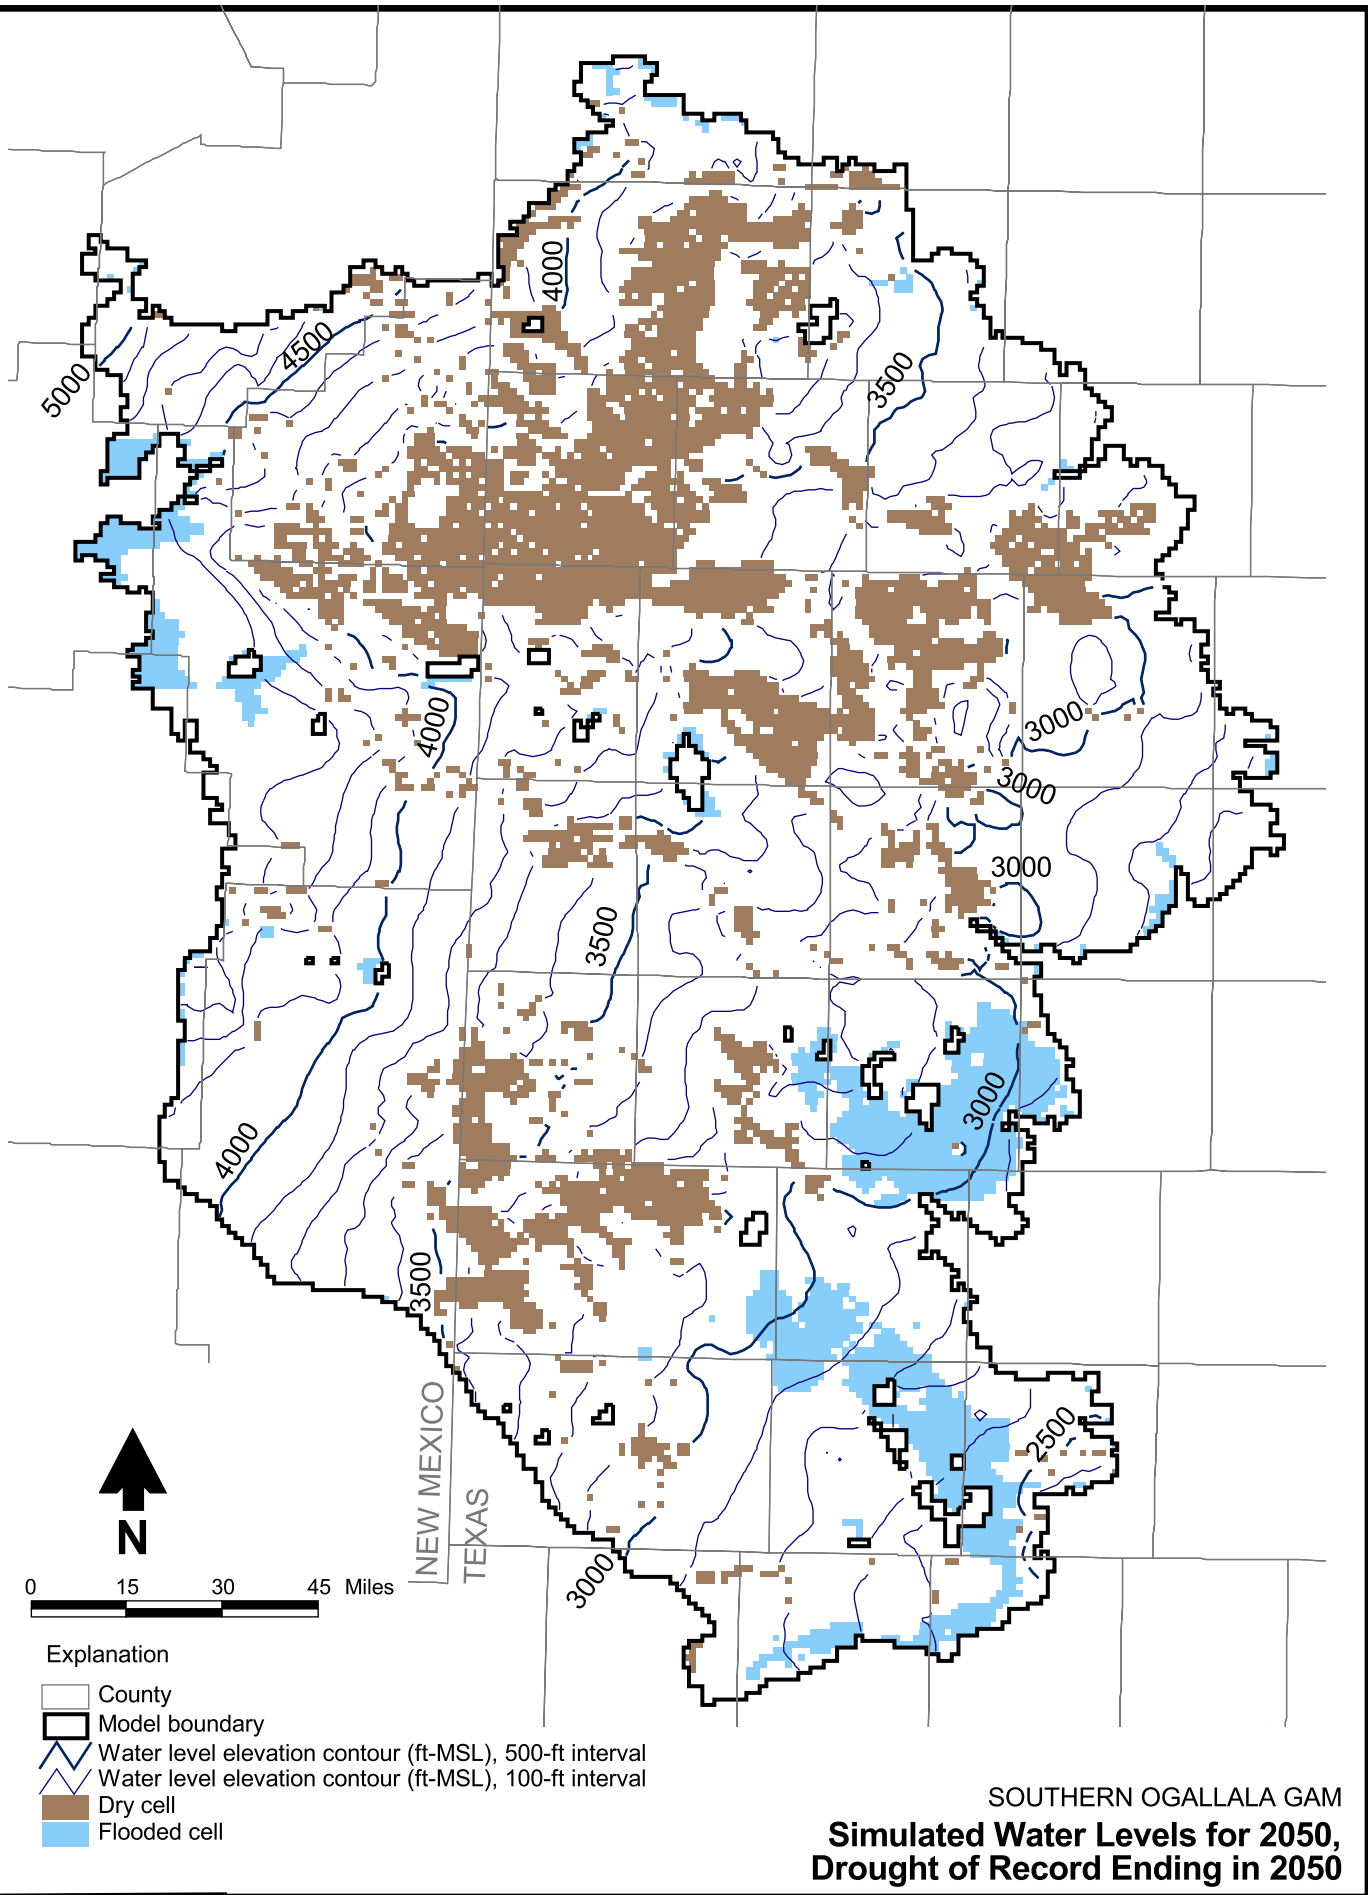 4000
4500
5000
3500
4000
3000
3000
3000
3500
3000
4000
3500
2500
NEW MEXICO
TEXAS
N
3000
0 15 30 45 Miles
Explanation
County
Model boundary
Water level elevation contour (ft-MSL), 500-ft interval
Water level elevation contour (ft-MSL), 100-ft interval
Dry cell
Flooded cell
SOUTHERN OGALLALA GAM
Simulated Water Levels for 2050,
Drought of Record Ending in 2050